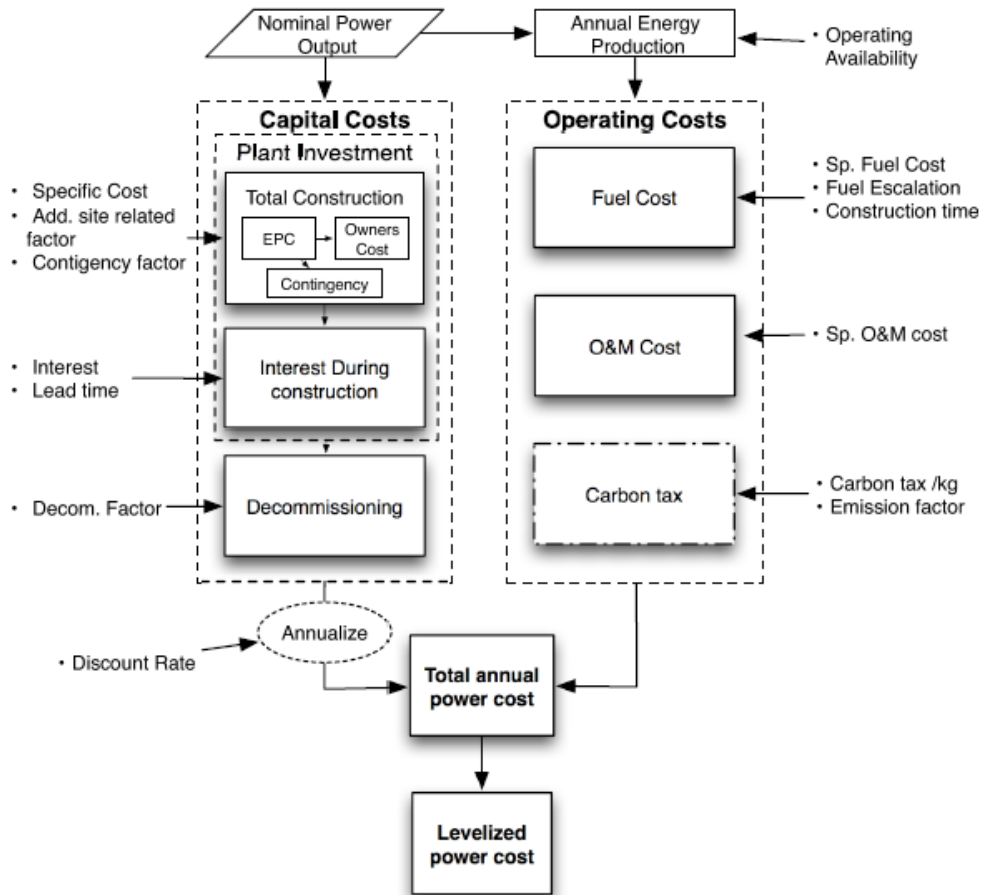 Nominal Power
Output
Annual Energy
Production
• Operating
Availability
Capital Costs
Plant Investment
Total Construction
EPC
Owners
Cost
Contingency
• Specific Cost
• Add. site related
factor
• Contigency factor
Interest During
construction
• Interest
• Lead time
Decommissioning
• Decom. Factor
Operating Costs
Fuel Cost
• Sp. Fuel Cost
• Fuel Escalation
• Construction time
O&M Cost
• Sp. O&M cost
Carbon tax
• Carbon tax /kg
• Emission factor
Annualize
• Discount Rate
Total annual
power cost
Levelized
power cost